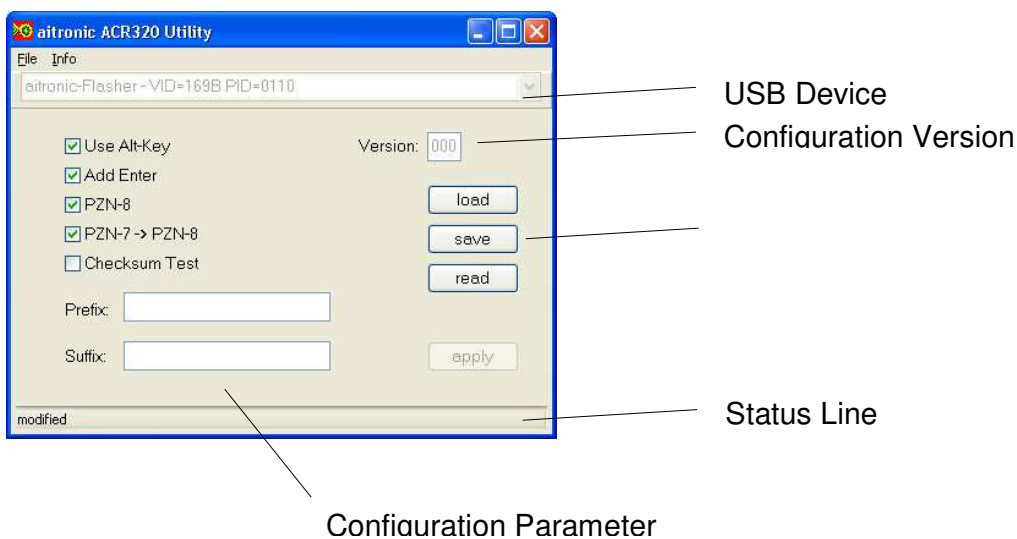 aitronic ACR320 Utility
File Info
aitronic-Flasher - VID=169B PID=0110
USB Device
Configuration Version
Use Alt-Key
Version: 000
Add Enter
PZN-8
load
PZN-7 -> PZN-8
save
Checksum Test
read
Prefix:
Suffix:
apply
modified
Status Line
Configuration Parameter